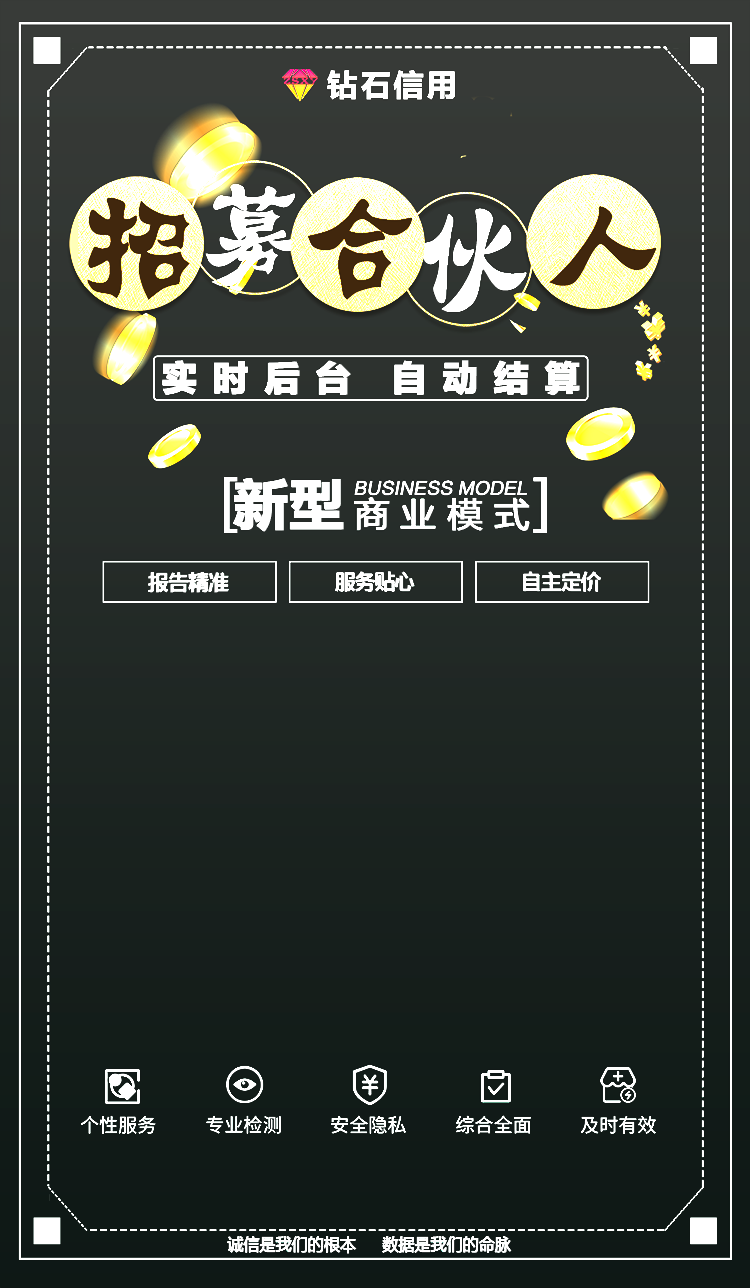 钻石信用
招募合伙人
实时后台 自动结算
新型
BUSINESS MODEL
商业模式
报告精准 服务贴心 自主定价
个性服务 专业检测 安全隐私 综合全面 及时有效
诚信是我们的根本 数据是我们的命脉